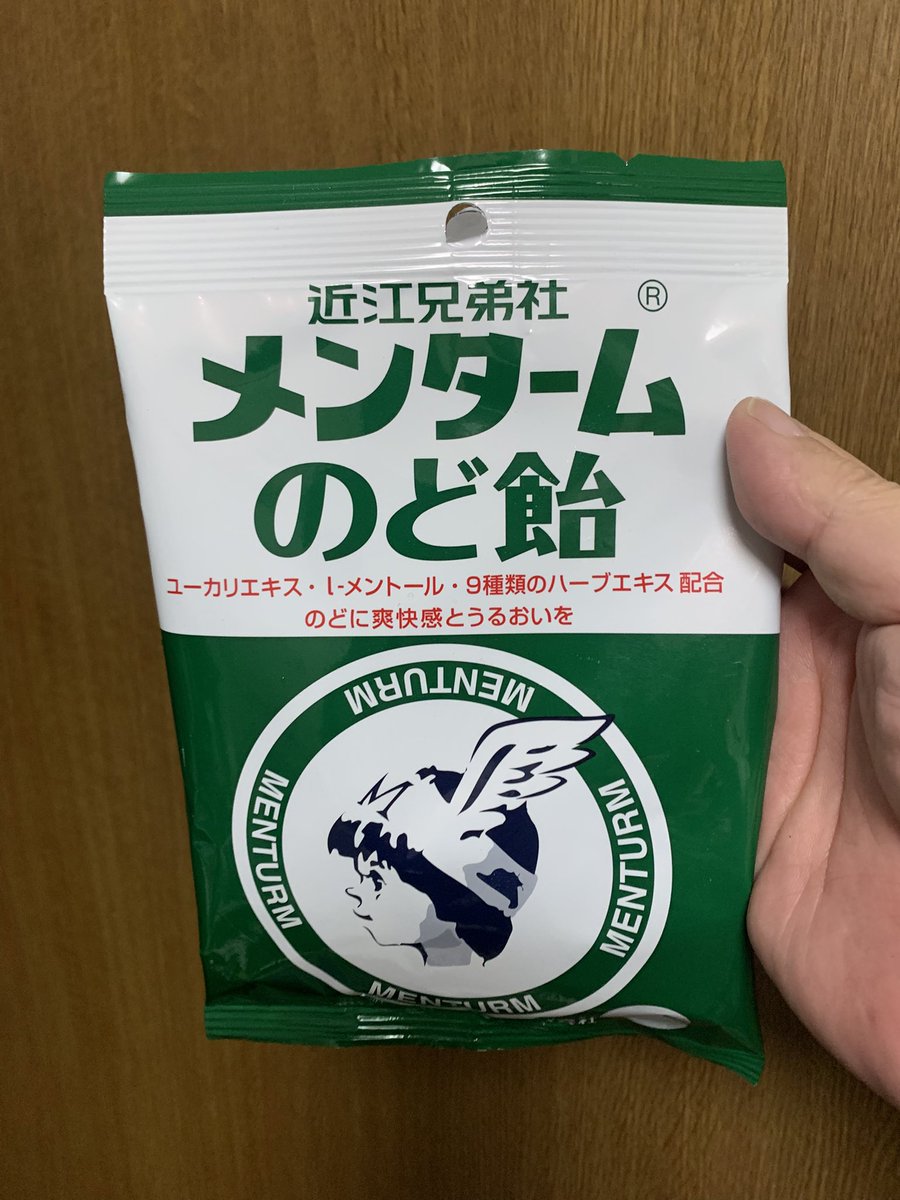 近江兄弟社
®
メンターム
のど飴
ユーカリエキス・l-メントール・9種類のハーブエキス 配合
のどに爽快感とうるおいを
MENTURM
MENTURM
MENTURM
MENTURM
M